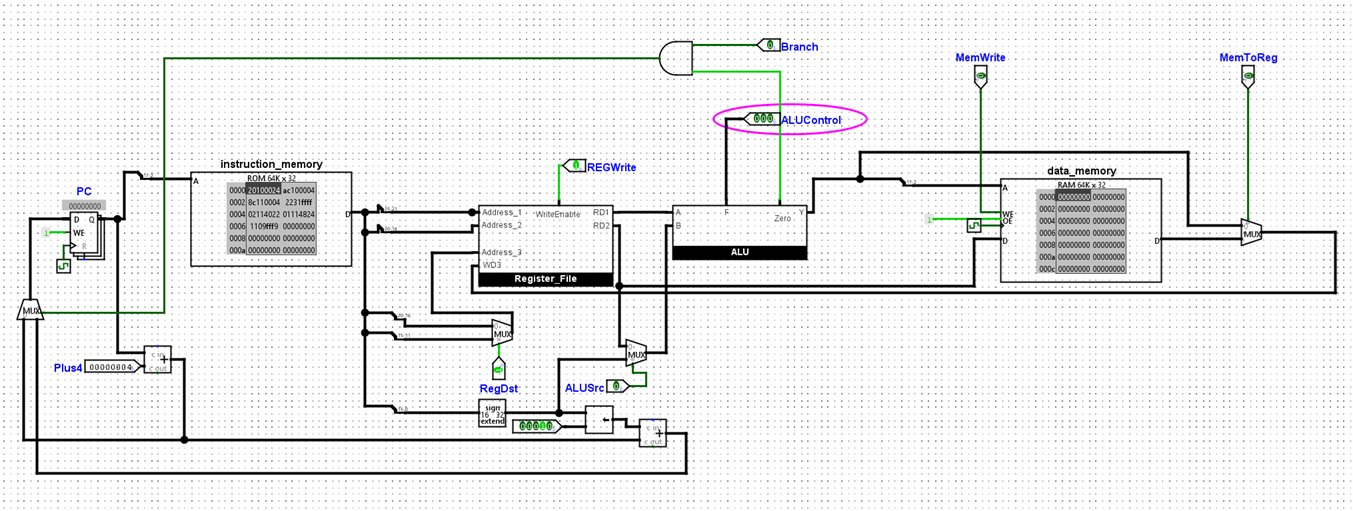 Branch
MemWrite
MemToReg
ALUControl
000
instruction_memory
ROM 64K x 32
REGWrite
data_memory
RAM 64K x 32
PC
00000000
D Q
WE
R
A
0000 20100024 ac100004
0002 8c110004 2231ffff
0004 02114022 01114822
0006 1109fff9 00000000
0008 00000000 00000000
000a 00000000 00000000
D
Address_1
Address_2
Address_3
WD3
WriteEnable
RD1
RD2
Register_File
A
B
F
Zero
Y
ALU
A
WE
OE
D
0000 00000000 00000000
0002 00000000 00000000
0004 00000000 00000000
0006 00000000 00000000
0008 00000000 00000000
000a 00000000 00000000
000c 00000000 00000000
D
MUX
MUX
MUX
MUX
Plus4
00000004
c in
+
c out
RegDst
ALUSrc
0
sign
16 32
extend
00010
←
c in
+
c out